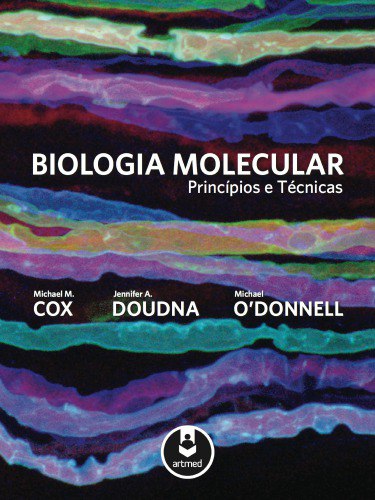 BIOLOGIA MOLECULAR
Princípios e Técnicas
Michael M.
COX
Jennifer A.
DOUDNA
Michael
O'DONNELL
artmed